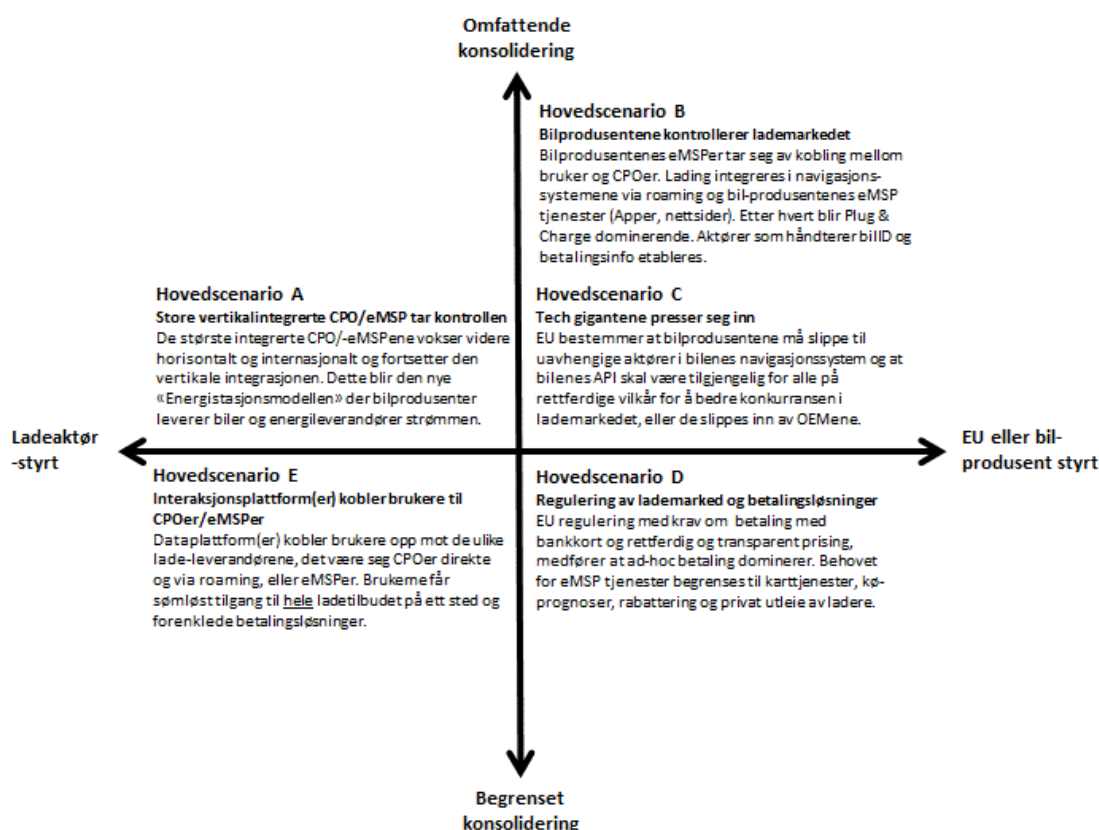 Omfattende
konsolidering
Hovedscenario B
Bilprodusentene kontrollerer lademarkedet
Bilprodusentenes eMSPer tar seg av kobling mellom
bruker og CPOer. Lading integreres i navigasjons-
systemene via roaming og bil-produsentenes eMSP
tjenester (Apper, nettsider). Etter hvert blir Plug &
Charge dominerende. Aktører som håndterer bilID og
betalingsinfo etableres.
Hovedscenario A
Store vertikalintegrerte CPO/eMSP tar kontrollen
De største integrerte CPO/-eMSPene vokser videre
horisontalt og internasjonalt og fortsetter den
vertikale integrasjonen. Dette blir den nye
«Energistasjonsmodellen» der bilprodusenter
leverer biler og energileverandører strømmen.
Hovedscenario C
Tech gigantene presser seg inn
EU bestemmer at bilprodusentene må slippe til
uavhengige aktører i bilenes navigasjonssystem og at
bilenes API skal være tilgjengelig for alle på
rettferdige vilkår for å bedre konkurransen i
lademarkedet, eller de slippes inn av OEMene.
Ladeaktør
-styrt
EU eller bil-
produsent styrt
Hovedscenario E
Interaksjonsplattform(er) kobler brukere til
CPOer/eMSPer
Dataplattform(er) kobler brukere opp mot de ulike
lade-leverandørene, det være seg CPOer direkte
og via roaming, eller eMSPer. Brukerne får
sømløst tilgang til hele ladetilbudet på ett sted og
forenklede betalingsløsninger.
Hovedscenario D
Regulering av lademarked og betalingsløsninger
EU regulering med krav om betaling med
bankkort og rettferdig og transparent prising,
medfører at ad-hoc betaling dominerer. Behovet
for eMSP tjenester begrenses til karttjenester, kø-
prognoser, rabattering og privat utleie av ladere.
Begrenset
konsolidering